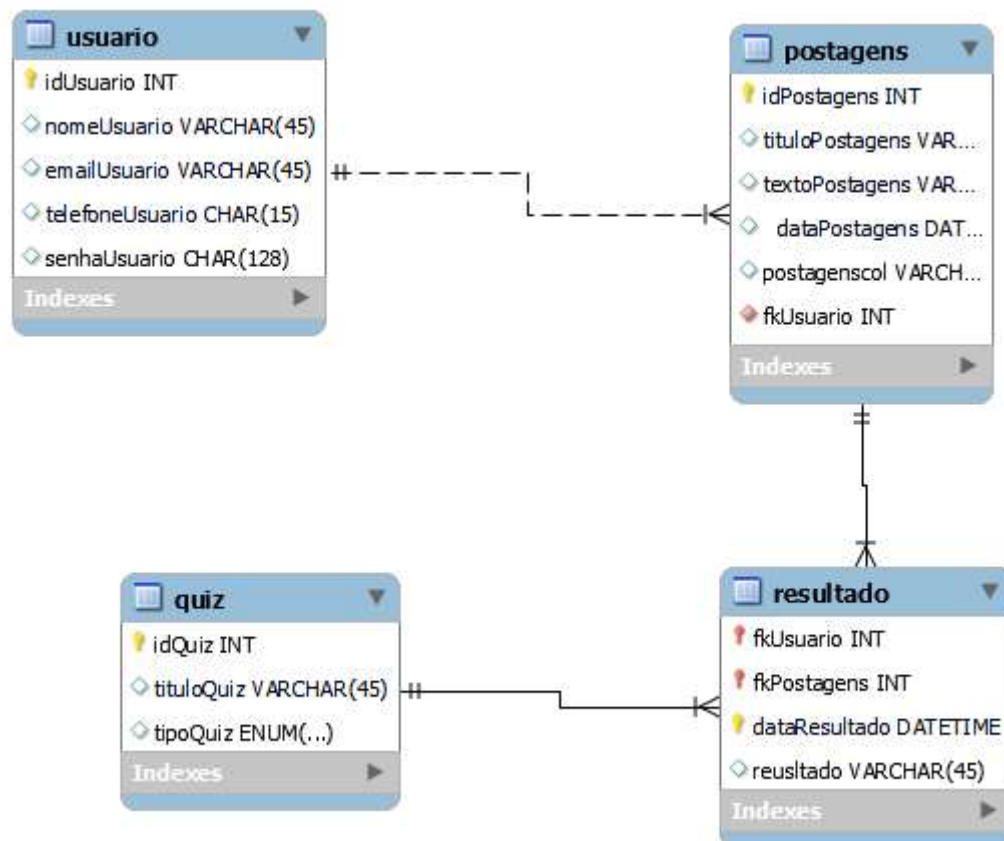 usuario
idUsuario INT
nomeUsuario VARCHAR(45)
emailUsuario VARCHAR(45)
telefoneUsuario CHAR(15)
senhaUsuario CHAR(128)
Indexes
postagens
idPostagens INT
tituloPostagens VAR...
textoPostagens VAR...
dataPostagens DAT...
postagenscol VARCH...
fkUsuario INT
Indexes
quiz
idQuiz INT
tituloQuiz VARCHAR(45)
tipoQuiz ENUM(...)
Indexes
resultado
fkUsuario INT
fkPostagens INT
dataResultado DATETIME
reusltado VARCHAR(45)
Indexes